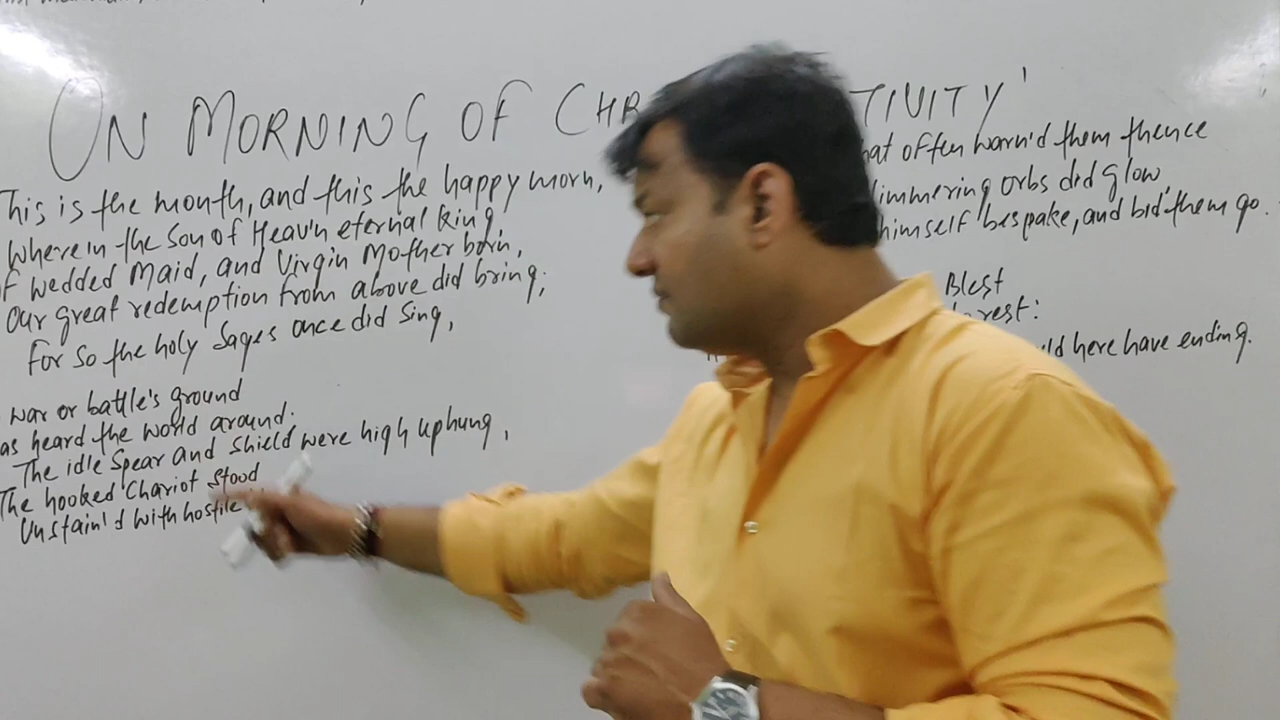 ON MORNING OF CHR TIVITY'
This is the month, and this the happy morn,
Wherein the Son of Heav'n eternal King,
of wedded Maid, and Virgin Mother born,
Our great redemption from above did bring;
For so the holy Sages once did Sing,
war or battle's ground
as heard the world around.
The idle Spear and Shield were high uphung,
The hooked Chariot Stood
Unstain'd with hostile
hat often warn'd them thence
limmering orbs did glow,
himself bespake, and bid them go.
Blest
rest:
ld here have ending.